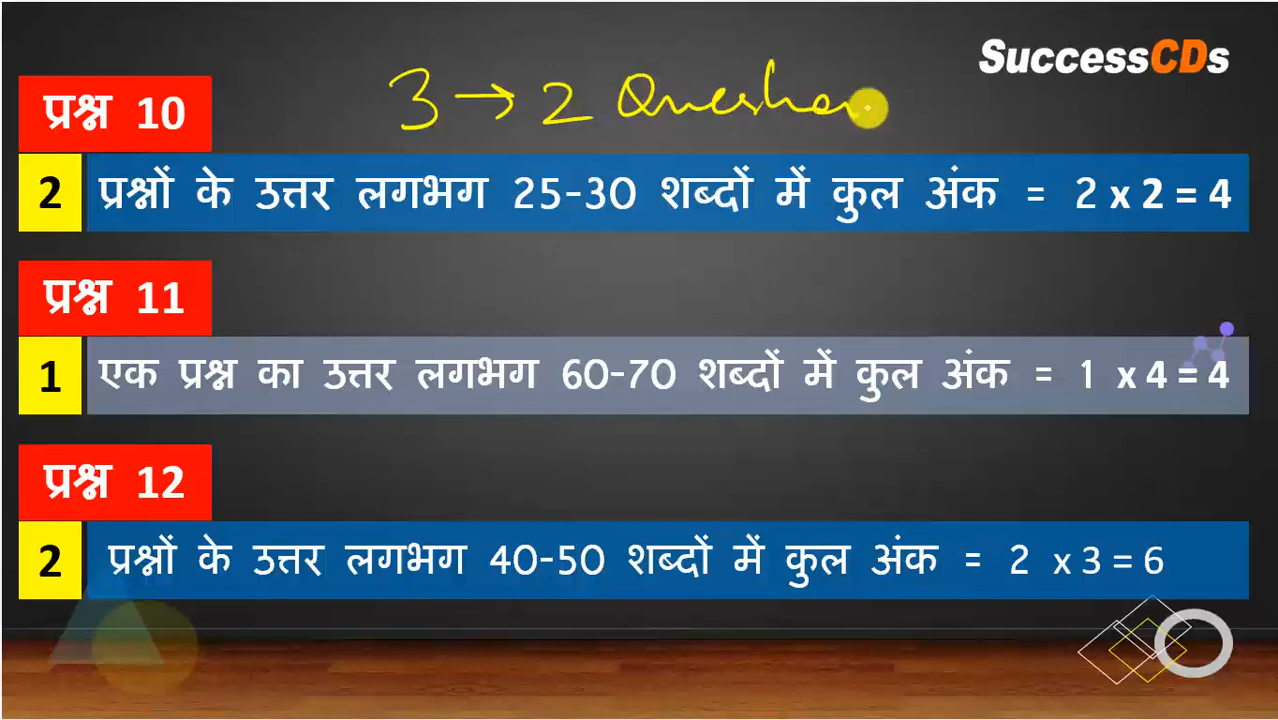 SuccessCDs
3 → 2 Question
प्रश्न 10
2 प्रश्नों के उत्तर लगभग 25-30 शब्दों में कुल अंक = 2 x 2 = 4
प्रश्न 11
1 एक प्रश्न का उत्तर लगभग 60-70 शब्दों में कुल अंक = 1 x 4 = 4
प्रश्न 12
2 प्रश्नों के उत्तर लगभग 40-50 शब्दों में कुल अंक = 2 x 3 = 6